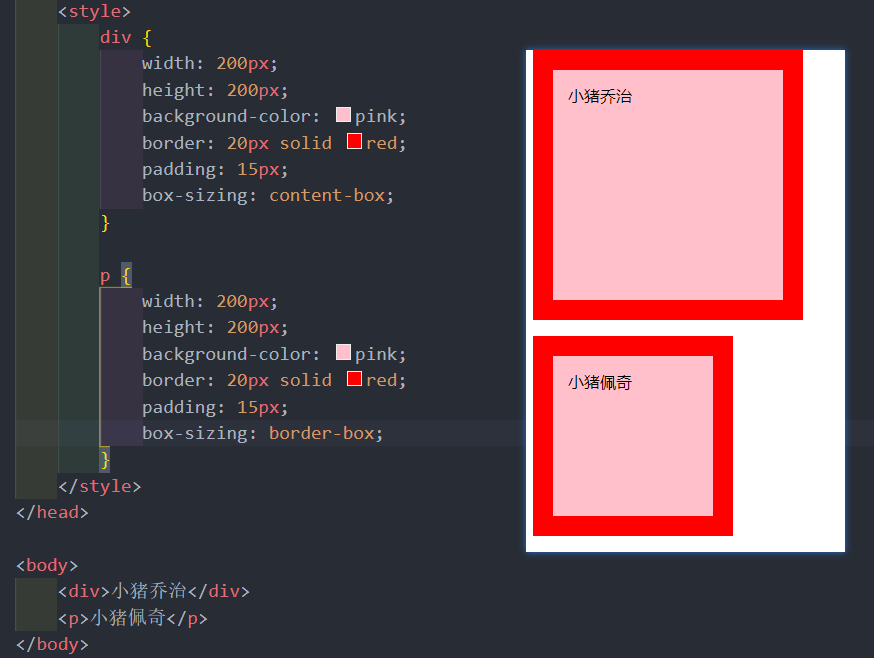 <style>
div {
width: 200px;
height: 200px;
background-color: pink;
border: 20px solid red;
padding: 15px;
box-sizing: content-box;
}
p {
width: 200px;
height: 200px;
background-color: pink;
border: 20px solid red;
padding: 15px;
box-sizing: border-box;
}
</style>
</head>
<body>
<div>小猪乔治</div>
<p>小猪佩奇</p>
</body>
小猪乔治
小猪佩奇